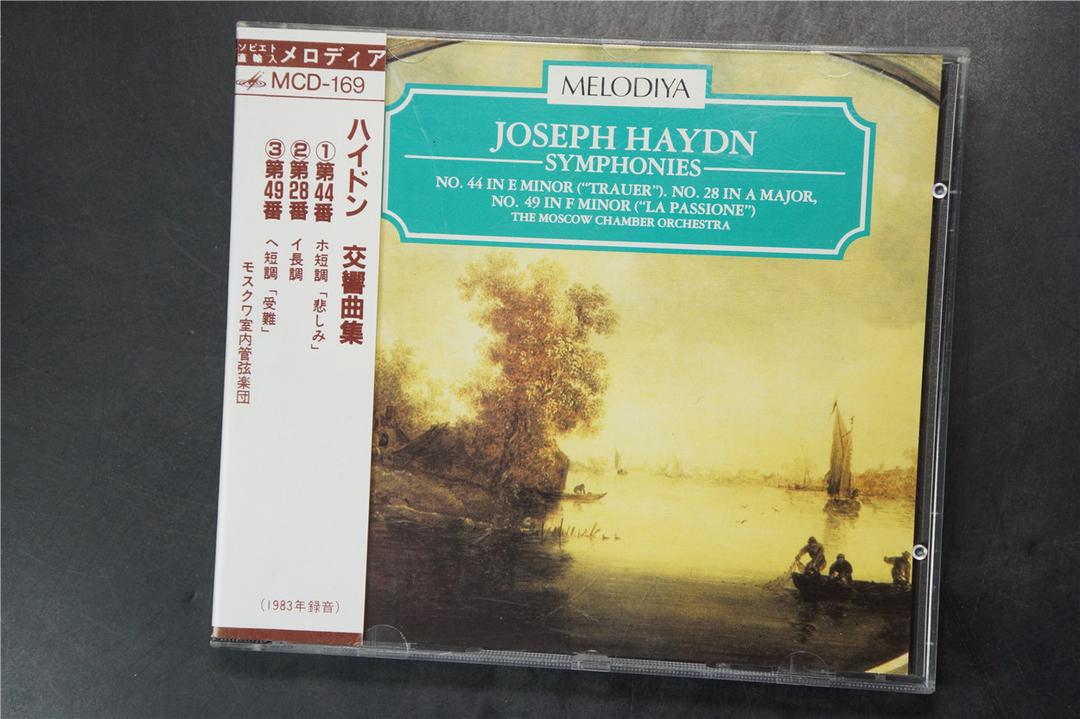 ソビエト
直輸入
メロディア
MCD-169
ハイドン 交響曲集
①第44番 ホ短調「悲しみ」
②第28番 イ長調
③第49番 ヘ短調「受難」
モスクワ室内管弦楽団
(1983年録音)
MELODIYA
JOSEPH HAYDN
SYMPHONIES
NO. 44 IN E MINOR (“TRAUER”). NO. 28 IN A MAJOR,
NO. 49 IN F MINOR (“LA PASSIONE”)
THE MOSCOW CHAMBER ORCHESTRA